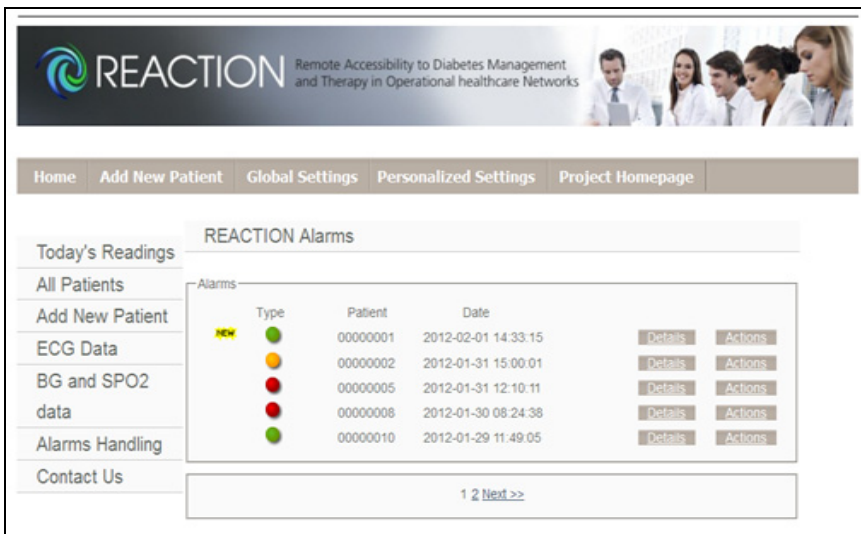 REACTION
Remote Accessibility to Diabetes Management
and Therapy in Operational healthcare Networks
Home Add New Patient Global Settings Personalized Settings Project Homepage
Today's Readings
All Patients
Add New Patient
ECG Data
BG and SPO2
data
Alarms Handling
Contact Us
REACTION Alarms
Alarms
Type Patient Date
NEW 00000001 2012-02-01 14:33:15 Details Actions
00000002 2012-01-31 15:00:01 Details Actions
00000005 2012-01-31 12:10:11 Details Actions
00000008 2012-01-30 08:24:38 Details Actions
00000010 2012-01-29 11:49:05 Details Actions
1 2 Next >>